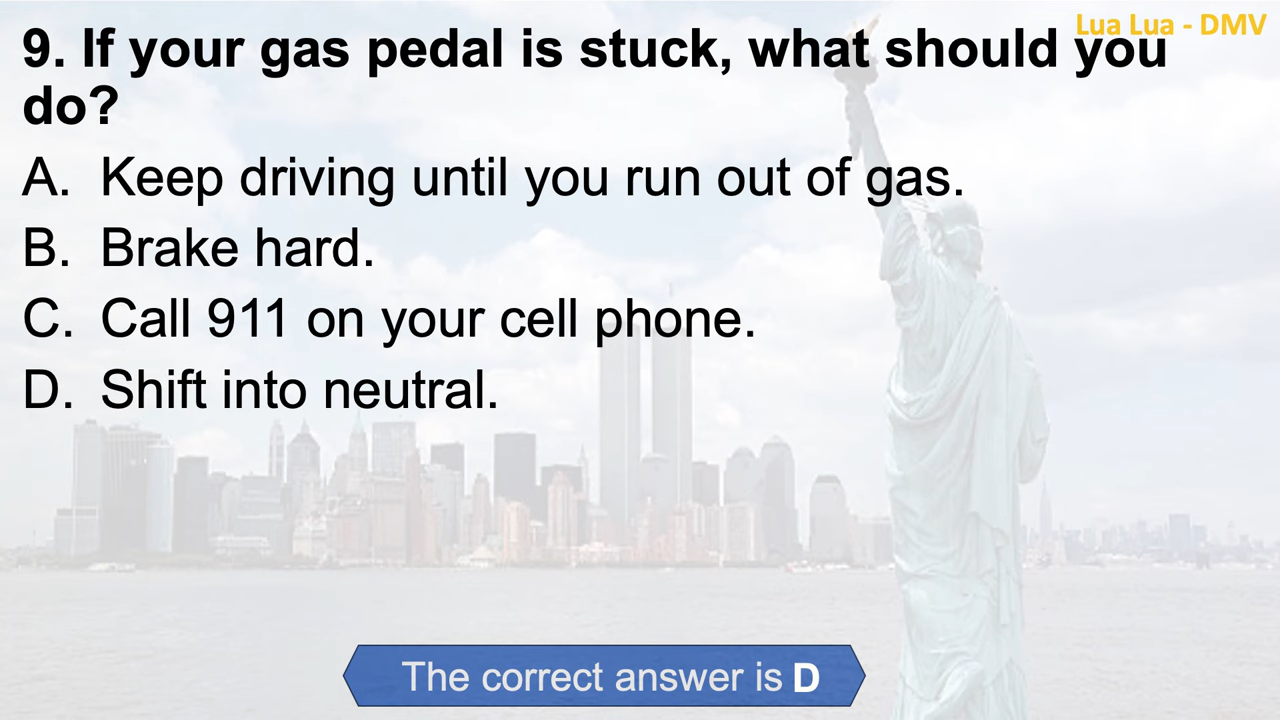 Lua Lua - DMV
9. If your gas pedal is stuck, what should you
do?
A. Keep driving until you run out of gas.
B. Brake hard.
C. Call 911 on your cell phone.
D. Shift into neutral.
The correct answer is D